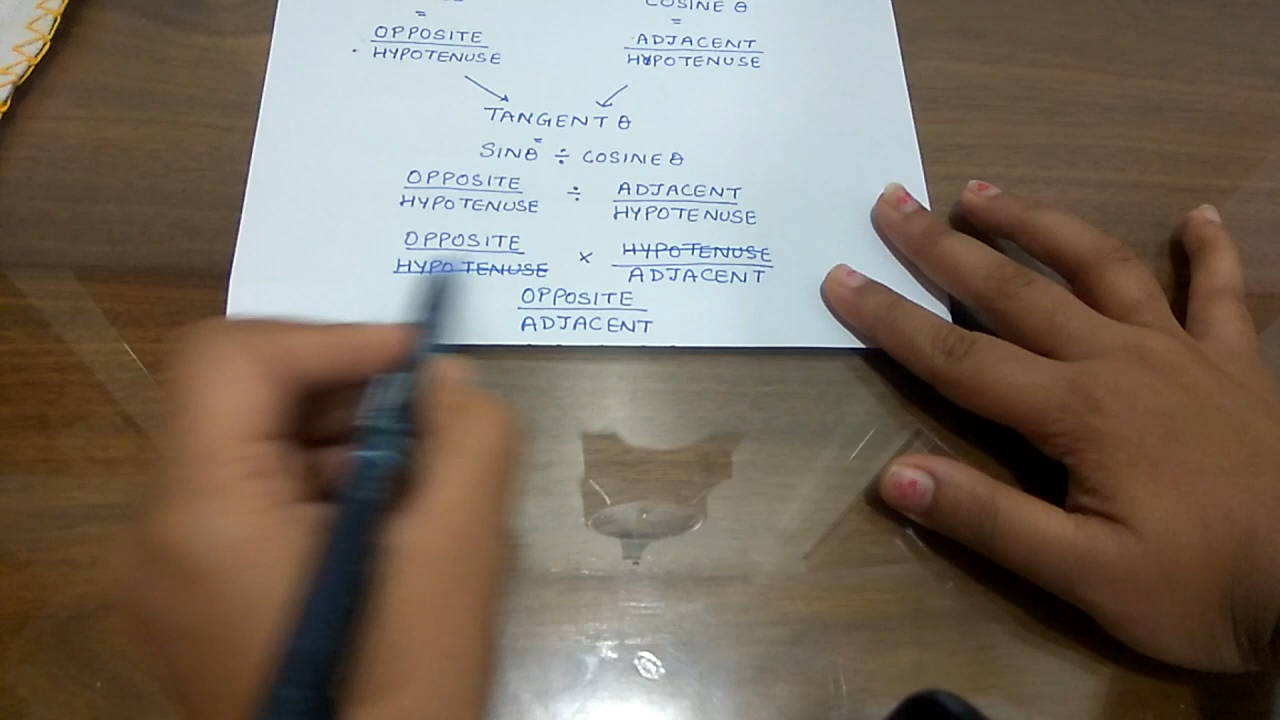 COSINE θ
= =
OPPOSITE ADJACENT
HYPOTENUSE HYPOTENUSE
TANGENT θ
=
SINθ ÷ COSINE θ
OPPOSITE ÷ ADJACENT
HYPOTENUSE HYPOTENUSE
OPPOSITE × HYPOTENUSE
HYPOTENUSE ADJACENT
OPPOSITE
ADJACENT